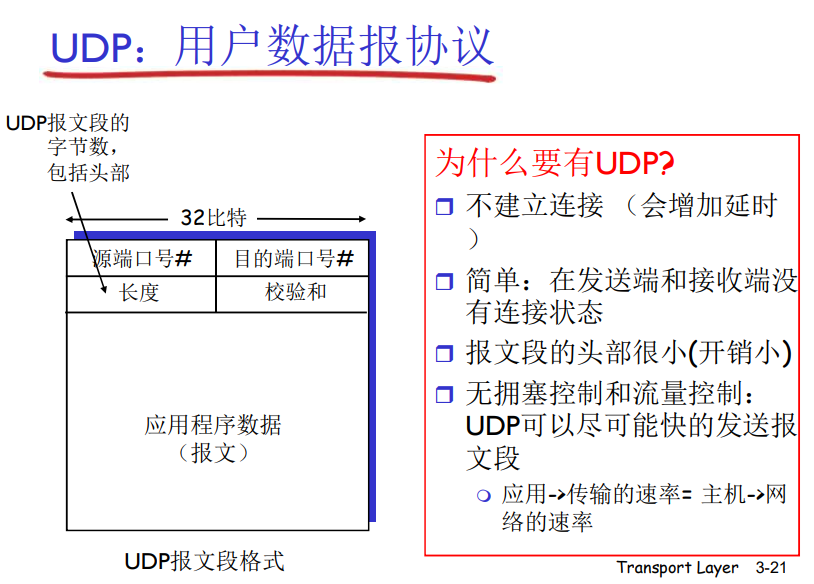 UDP：用户数据报协议
UDP报文段的
字节数，
包括头部
32比特
源端口号# 目的端口号#
长度 校验和
应用程序数据
（报文）
UDP报文段格式
为什么要有UDP?
不建立连接 （会增加延时
）
简单：在发送端和接收端没
有连接状态
报文段的头部很小(开销小)
无拥塞控制和流量控制：
UDP可以尽可能快的发送报
文段
应用->传输的速率= 主机->网
络的速率
Transport Layer 3-21